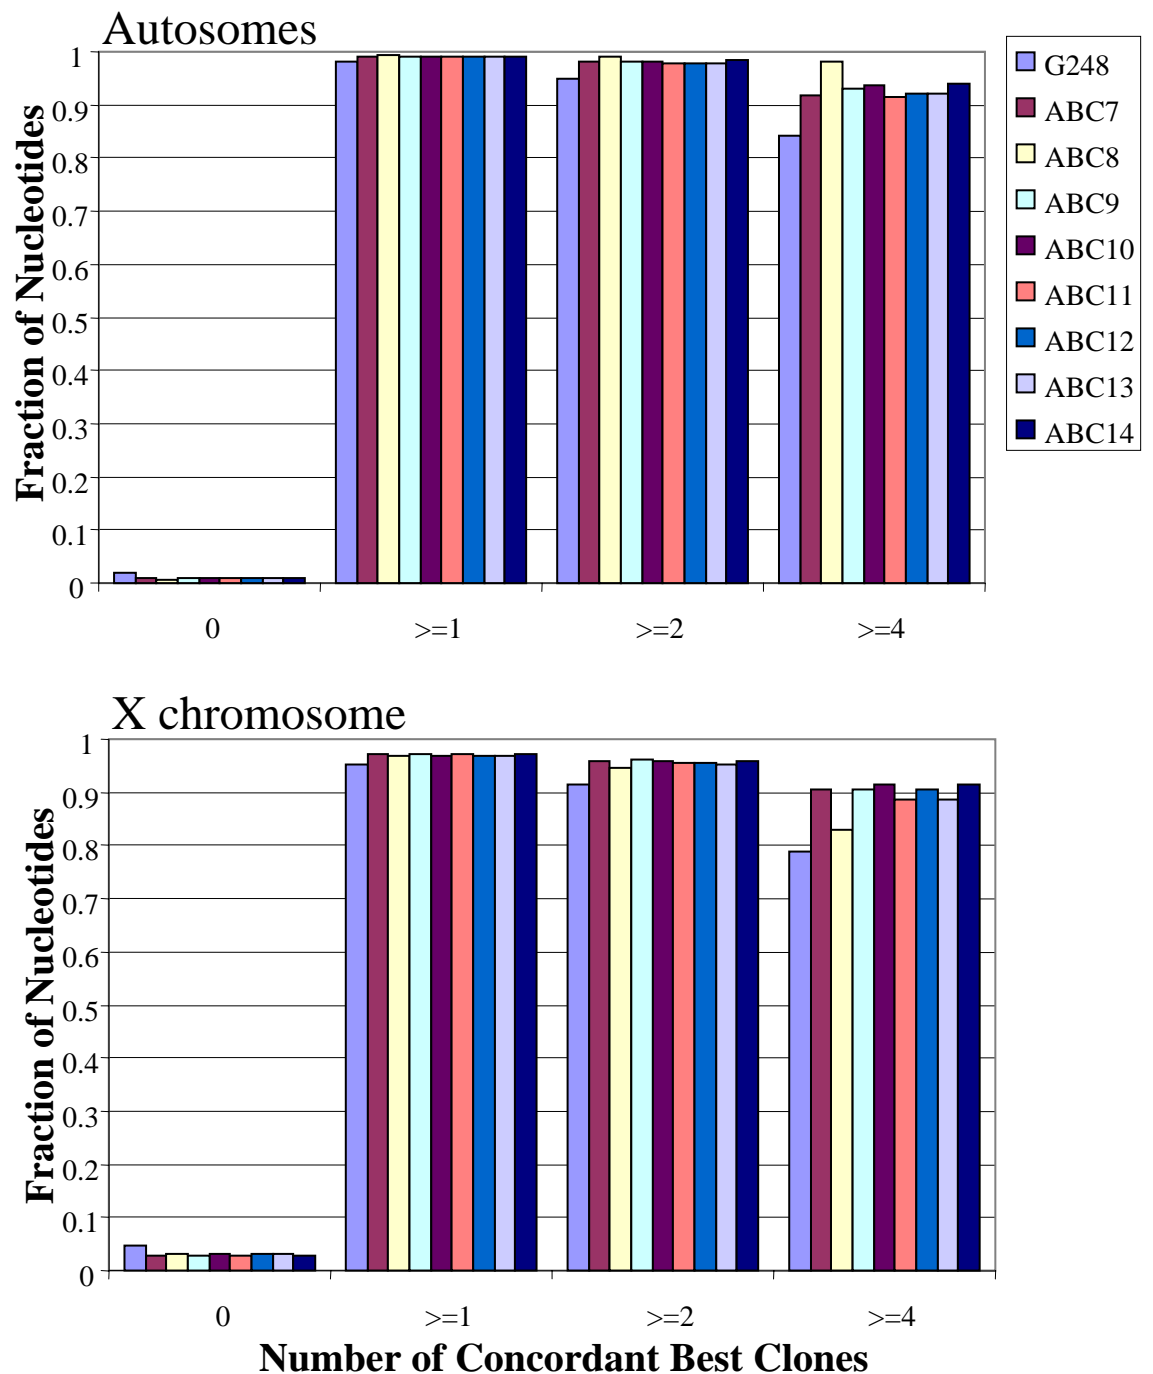 Autosomes
Fraction of Nucleotides
1
0.9
0.8
0.7
0.6
0.5
0.4
0.3
0.2
0.1
0
0 >=1 >=2 >=4
G248
ABC7
ABC8
ABC9
ABC10
ABC11
ABC12
ABC13
ABC14
X chromosome
Fraction of Nucleotides
1
0.9
0.8
0.7
0.6
0.5
0.4
0.3
0.2
0.1
0
0 >=1 >=2 >=4
Number of Concordant Best Clones